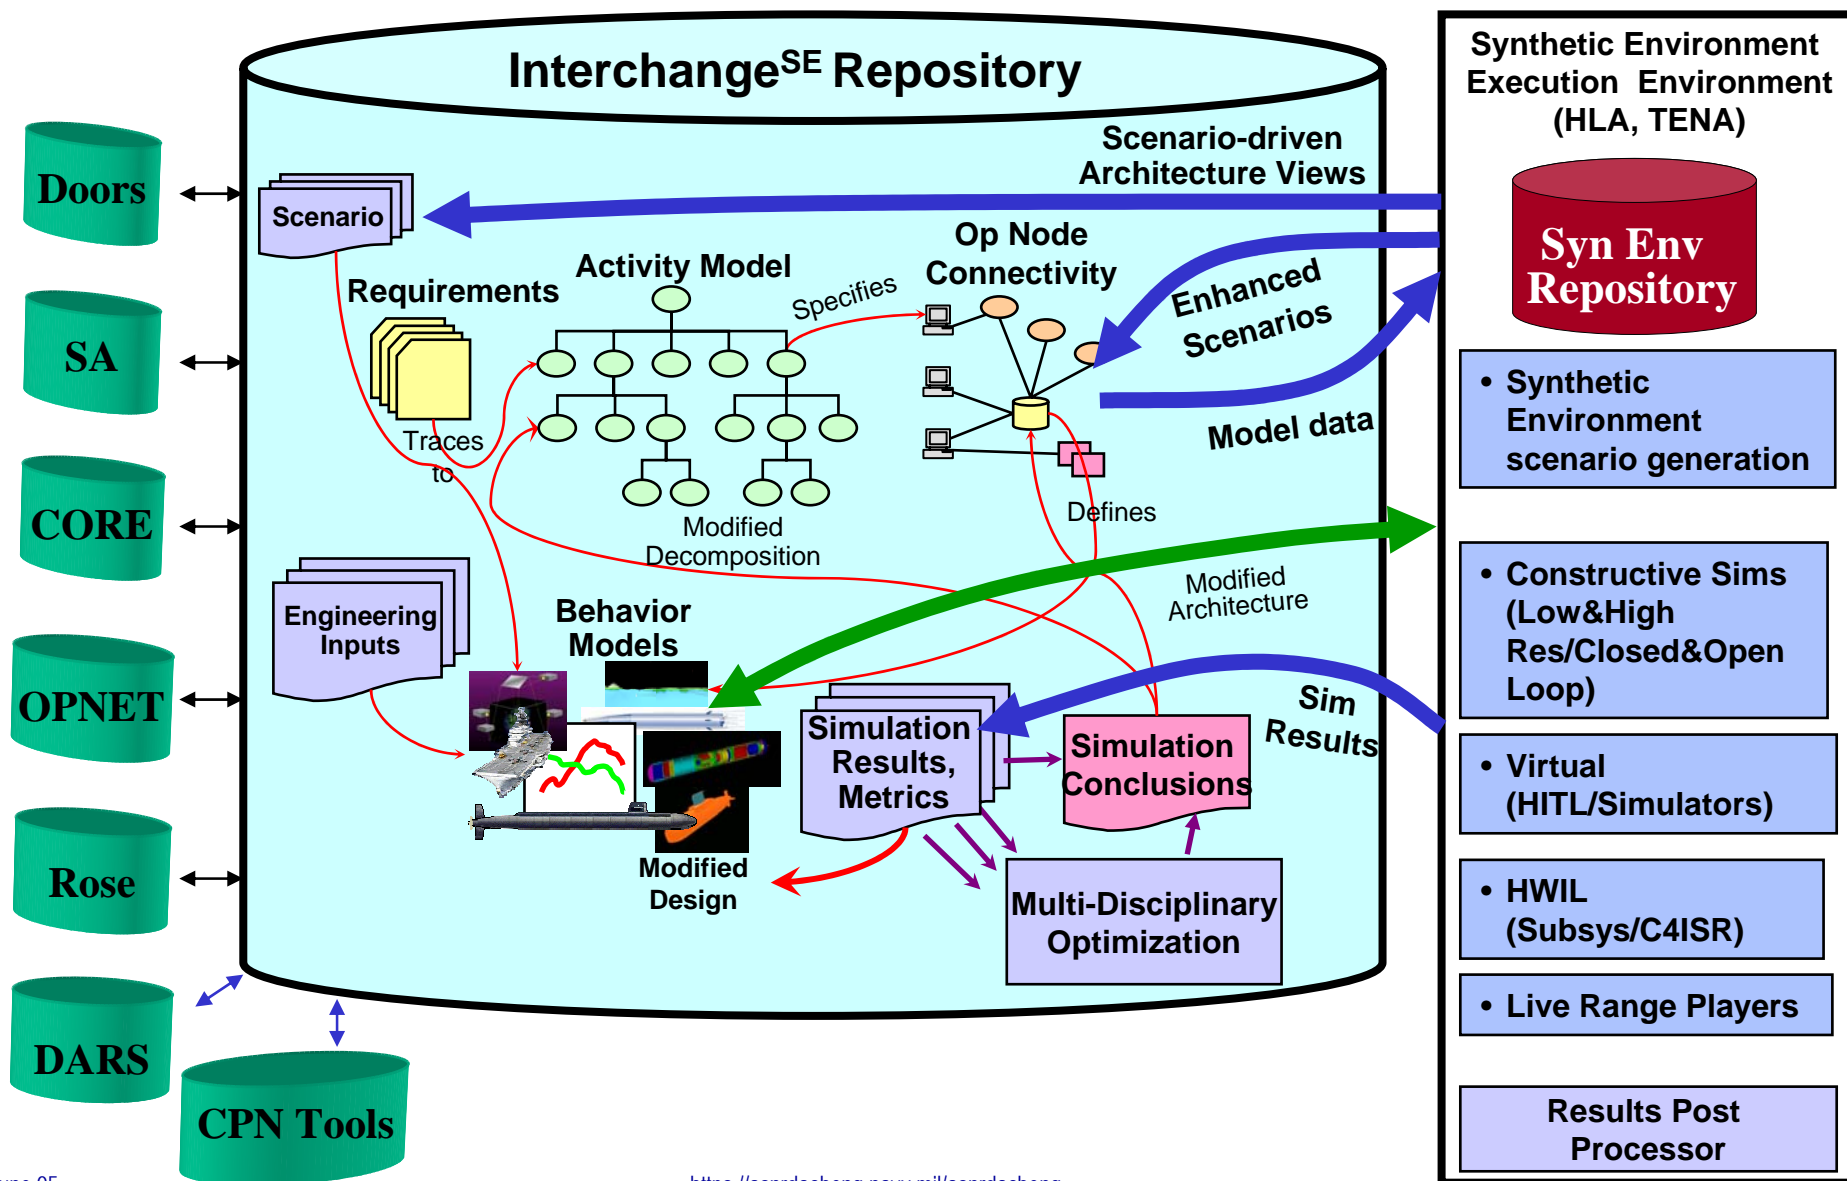 Interchange^SE Repository
Synthetic Environment
Execution Environment
(HLA, TENA)
Doors
SA
CORE
OPNET
Rose
DARS
CPN Tools
Scenario
Scenario-driven
Architecture Views
Requirements
Activity Model
Specifies
Op Node
Connectivity
Enhanced
Scenarios
Model data
Traces
to
Modified
Decomposition
Defines
Modified
Architecture
Engineering
Inputs
Behavior
Models
Simulation
Results,
Metrics
Simulation
Conclusions
Sim
Results
Modified
Design
Multi-Disciplinary
Optimization
Syn Env
Repository
• Synthetic
Environment
scenario generation
• Constructive Sims
(Low&High
Res/Closed&Open
Loop)
• Virtual
(HITL/Simulators)
• HWIL
(Subsys/C4ISR)
• Live Range Players
Results Post
Processor